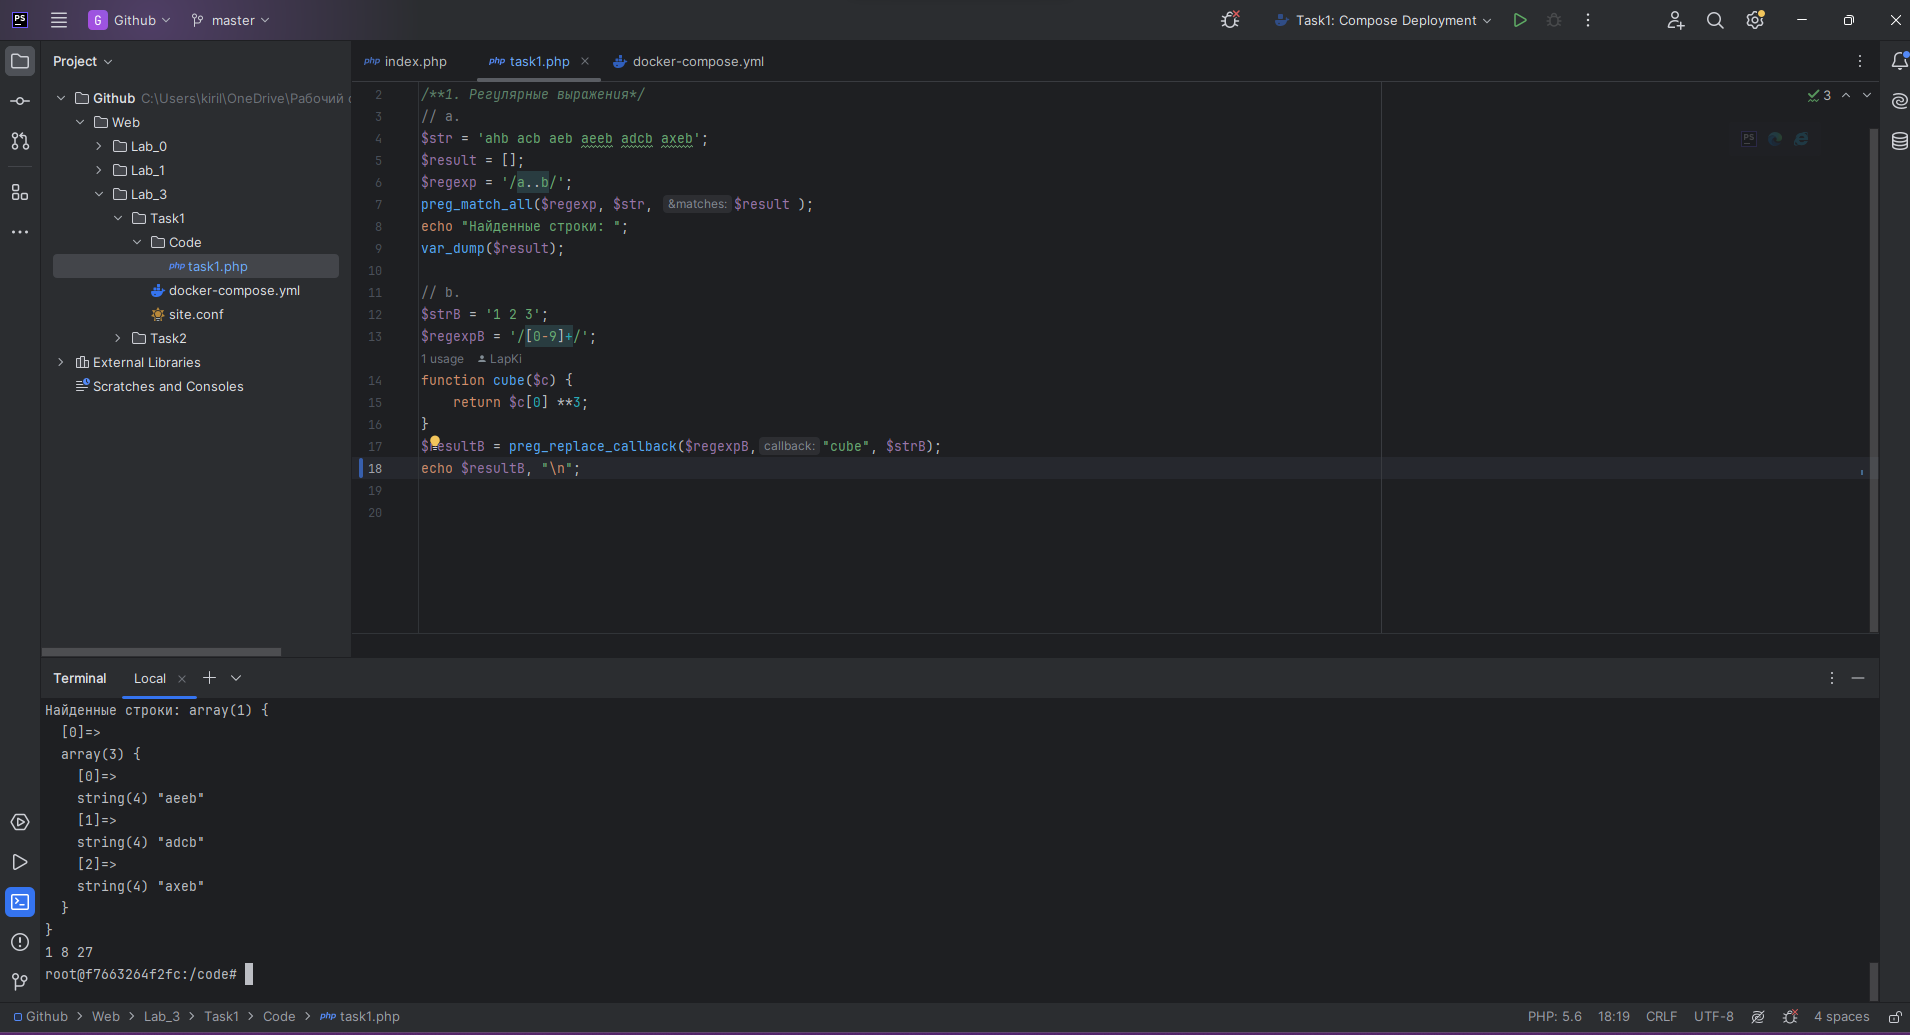 PS G Github master Task1: Compose Deployment
Project
index.php task1.php docker-compose.yml
Github C:\Users\kiril\OneDrive\Рабочий с
Web
Lab_0
Lab_1
Lab_3
Task1
Code
php task1.php
docker-compose.yml
site.conf
Task2
External Libraries
Scratches and Consoles
3
2 /**1. Регулярные выражения*/
3 // a.
4 $str = 'ahb acb aeb aeeb adcb axeb';
5 $result = [];
6 $regexp = '/a..b/';
7 preg_match_all($regexp, $str, &matches: $result );
8 echo "Найденные строки: ";
9 var_dump($result);
10
11 // b.
12 $strB = '1 2 3';
13 $regexpB = '/[0-9]+/';
1 usage LapKi
14 function cube($c) {
15 return $c[0] **3;
16 }
17 $resultB = preg_replace_callback($regexpB, callback: "cube", $strB);
18 echo $resultB, "\n";
19
20
Terminal Local
Найденные строки: array(1) {
[0]=>
array(3) {
[0]=>
string(4) "aeeb"
[1]=>
string(4) "adcb"
[2]=>
string(4) "axeb"
}
}
1 8 27
root@f7663264f2fc:/code#
Github > Web > Lab_3 > Task1 > Code > php task1.php PHP: 5.6 18:19 CRLF UTF-8 4 spaces